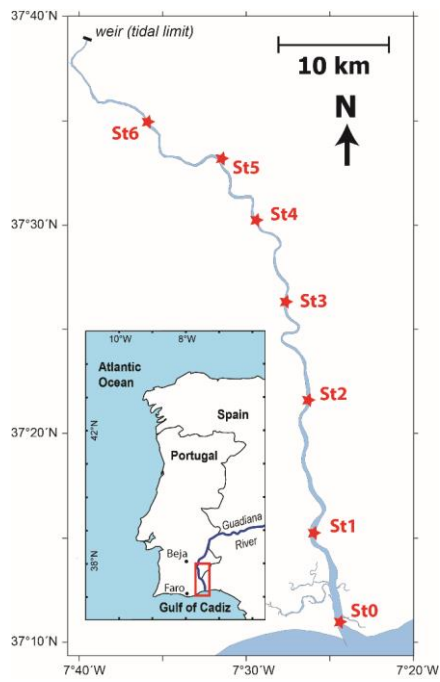 37°40´N
weir (tidal limit)
10 km
N
St6
St5
St4
37°30´N
St3
10°W
8°W
Atlantic
Ocean
Spain
42°N
Portugal
St2
37°20´N
Guadiana
River
St1
38°N
Beja
Faro
Gulf of Cadiz
St0
37°10´N
7°40´W
7°30´W
7°20´W